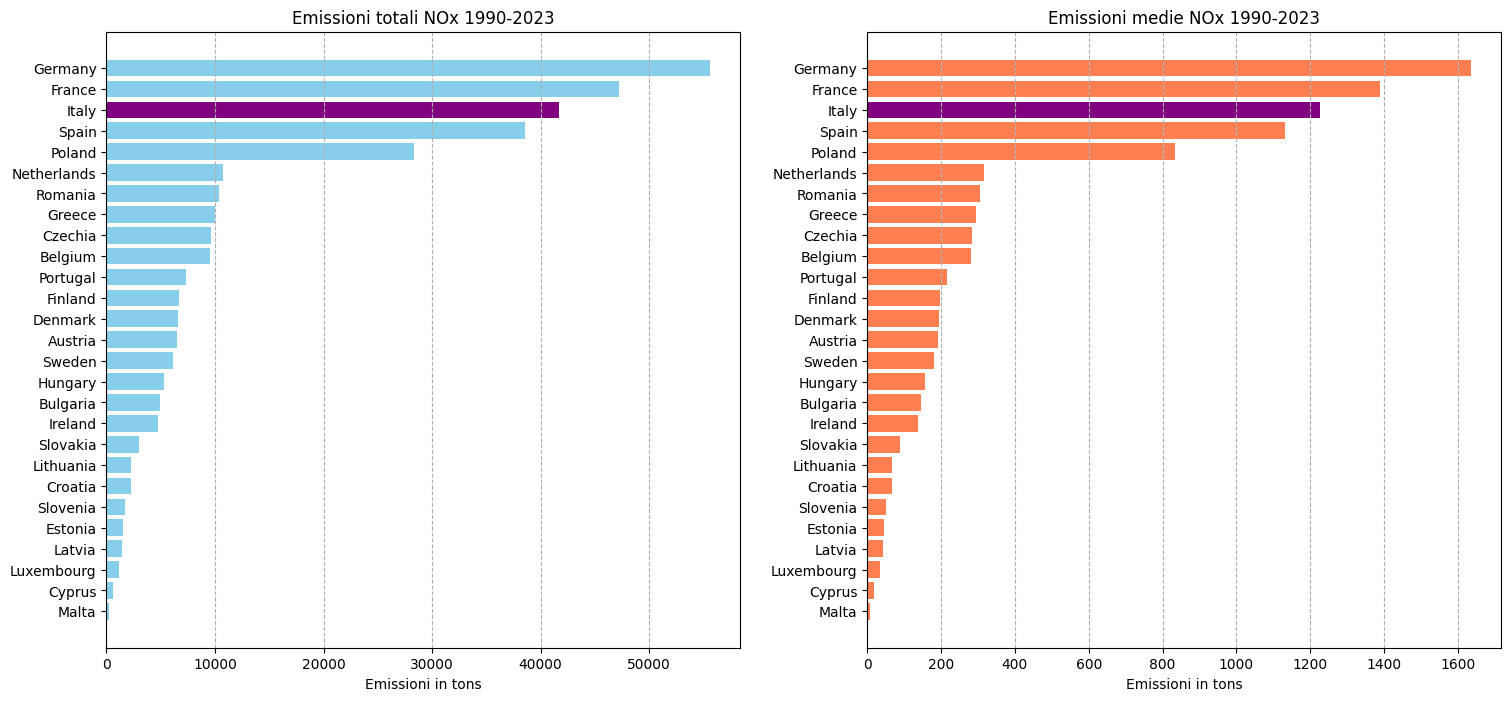 Emissioni totali NOx 1990-2023
Germany
France
Italy
Spain
Poland
Netherlands
Romania
Greece
Czechia
Belgium
Portugal
Finland
Denmark
Austria
Sweden
Hungary
Bulgaria
Ireland
Slovakia
Lithuania
Croatia
Slovenia
Estonia
Latvia
Luxembourg
Cyprus
Malta
0 10000 20000 30000 40000 50000
Emissioni in tons
Emissioni medie NOx 1990-2023
Germany
France
Italy
Spain
Poland
Netherlands
Romania
Greece
Czechia
Belgium
Portugal
Finland
Denmark
Austria
Sweden
Hungary
Bulgaria
Ireland
Slovakia
Lithuania
Croatia
Slovenia
Estonia
Latvia
Luxembourg
Cyprus
Malta
0 200 400 600 800 1000 1200 1400 1600
Emissioni in tons